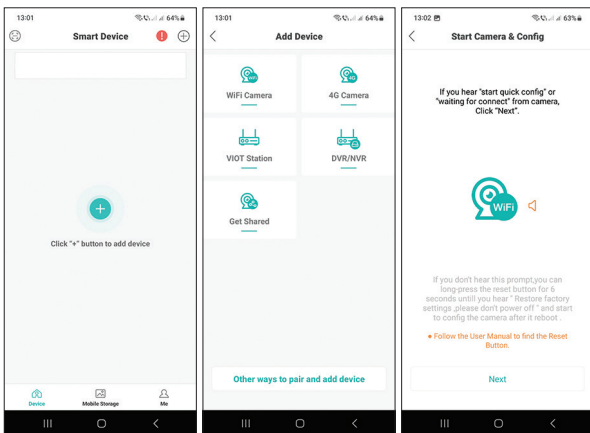 13:01
64%
Smart Device
Click "+" button to add device
Device
Mobile Storage
Me
13:01
64%
Add Device
WiFi
WiFi Camera
4G
4G Camera
VIOT Station
DVR/NVR
Get Shared
Other ways to pair and add device
13:02
63%
Start Camera & Config
If you hear "start quick config" or
"waiting for connect" from camera,
Click "Next".
WiFi
If you don't hear this prompt,you can
long-press the reset button for 6
seconds untill you hear " Restore factory
settings ,please don't power off " and start
to config the camera after it reboot .
● Follow the User Manual to find the Reset
Button.
Next